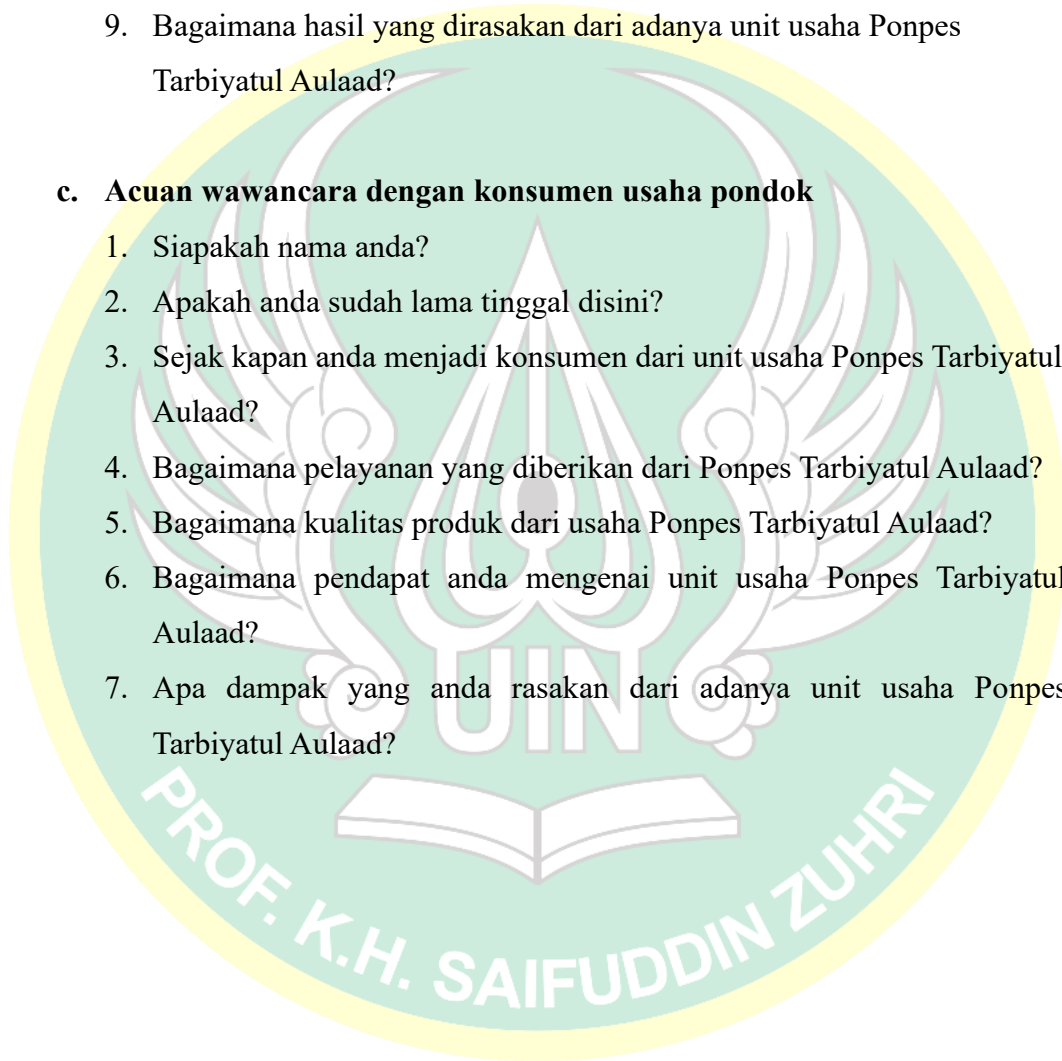 9. Bagaimana hasil yang dirasakan dari adanya unit usaha Ponpes
Tarbiyatul Aulaad?
c. Acuan wawancara dengan konsumen usaha pondok
1. Siapakah nama anda?
2. Apakah anda sudah lama tinggal disini?
3. Sejak kapan anda menjadi konsumen dari unit usaha Ponpes Tarbiyatul
Aulaad?
4. Bagaimana pelayanan yang diberikan dari Ponpes Tarbiyatul Aulaad?
5. Bagaimana kualitas produk dari usaha Ponpes Tarbiyatul Aulaad?
6. Bagaimana pendapat anda mengenai unit usaha Ponpes Tarbiyatul
Aulaad?
7. Apa dampak yang anda rasakan dari adanya unit usaha Ponpes
Tarbiyatul Aulaad?
UIN
PROF. K.H. SAIFUDDIN ZUHRI